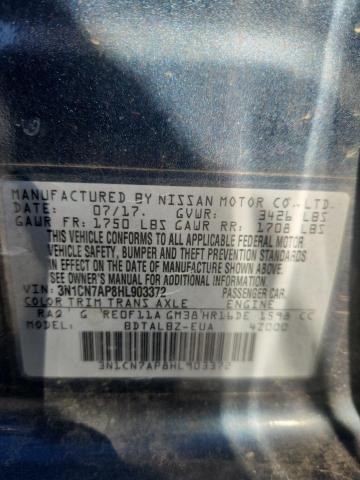 MANUFACTURED BY NISSAN MOTOR CO., LTD.
DATE: 07/17. GVWR: 3426 LBS
GAWR FR: 1750 LBS GAWR RR: 1708 LBS
THIS VEHICLE CONFORMS TO ALL APPLICABLE FEDERAL MOTOR
VEHICLE SAFETY, BUMPER AND THEFT PREVENTION STANDARDS
IN EFFECT ON THE DATE OF MANUFACTURE SHOWN ABOVE.
SEE OWNER'S MANUAL FOR ADDITIONAL INFORMATION.
3N1CN7AP8HL903372 PASSENGER CAR
COLOR TRIM TRANS AXLE ENGINE
RAQ G RE0F11A GM38 HR16DE 1598 CC
BDTALBZ-EUA 42000
3N1CN7AP8HL903372